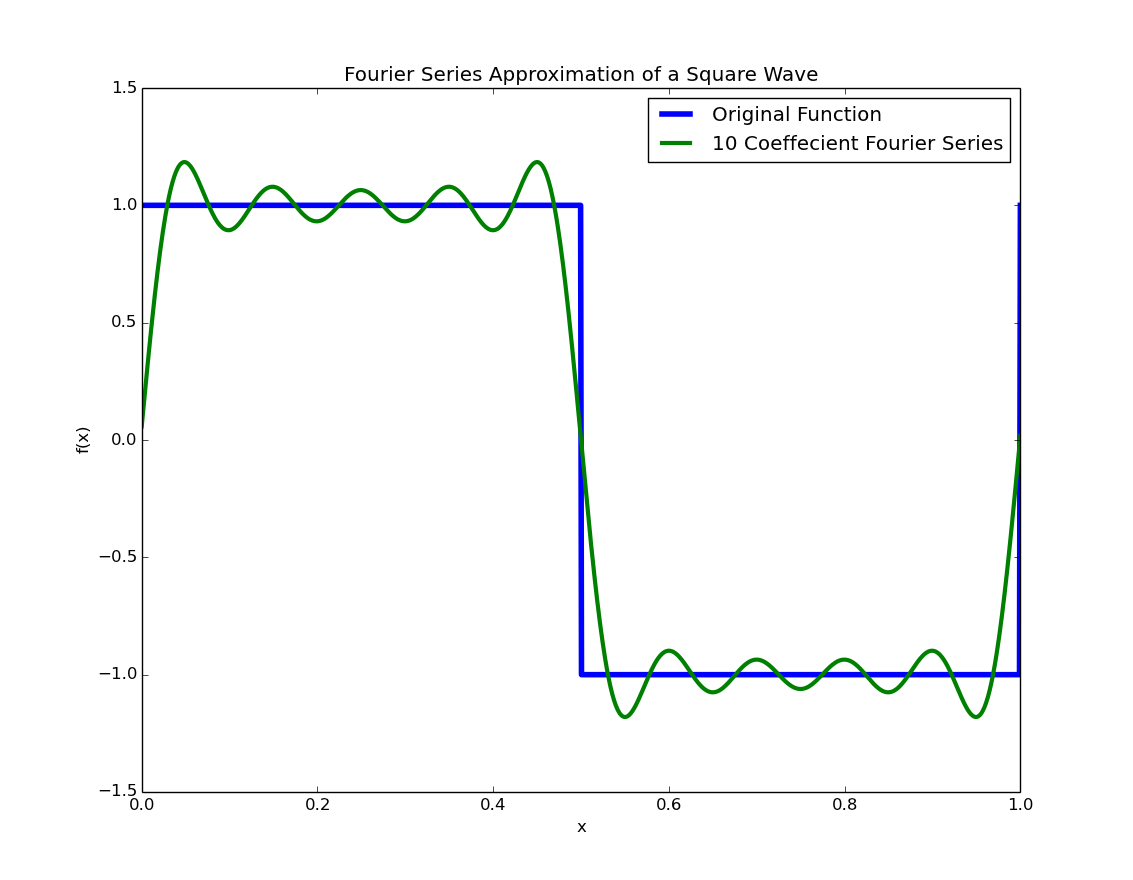 Fourier Series Approximation of a Square Wave
Original Function
10 Coeffecient Fourier Series
1.5
1.0
0.5
0.0
−0.5
−1.0
−1.5
f(x)
0.0 0.2 0.4 0.6 0.8 1.0
x